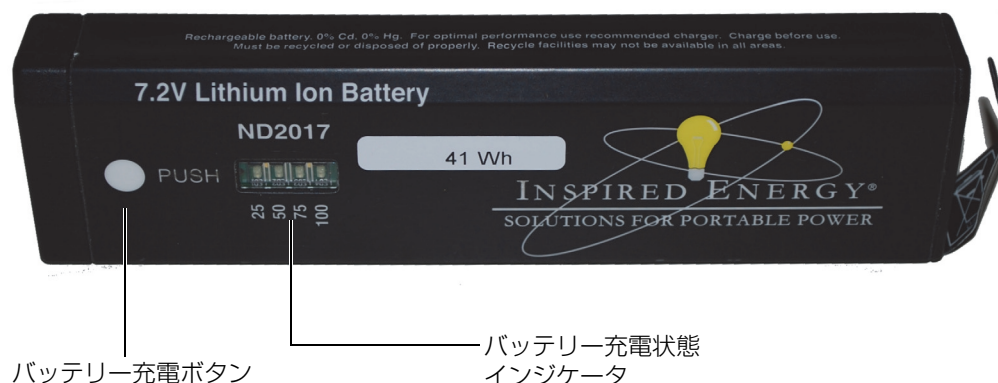 Rechargeable battery. 0% Cd, 0% Hg. For optimal performance use recommended charger. Charge before use.
Must be recycled or disposed of properly. Recycle facilities may not be available in all areas.
7.2V Lithium Ion Battery
ND2017
41 Wh
PUSH
25 50 75 100
INSPIRED ENERGY®
SOLUTIONS FOR PORTABLE POWER
バッテリー充電ボタン
バッテリー充電状態
インジケータ